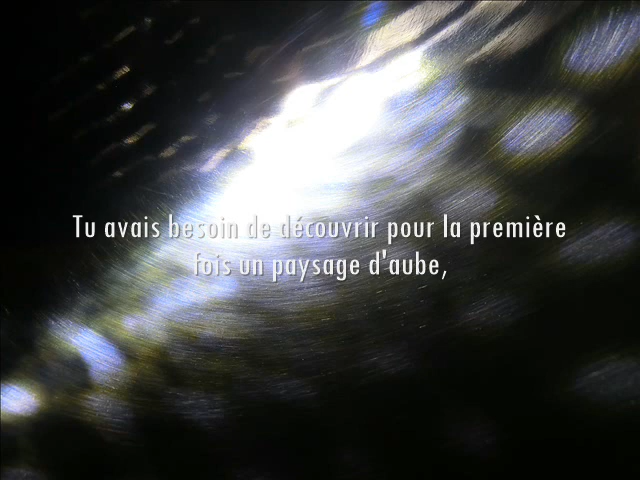 Tu avais besoin de découvrir pour la première
fois un paysage d'aube,